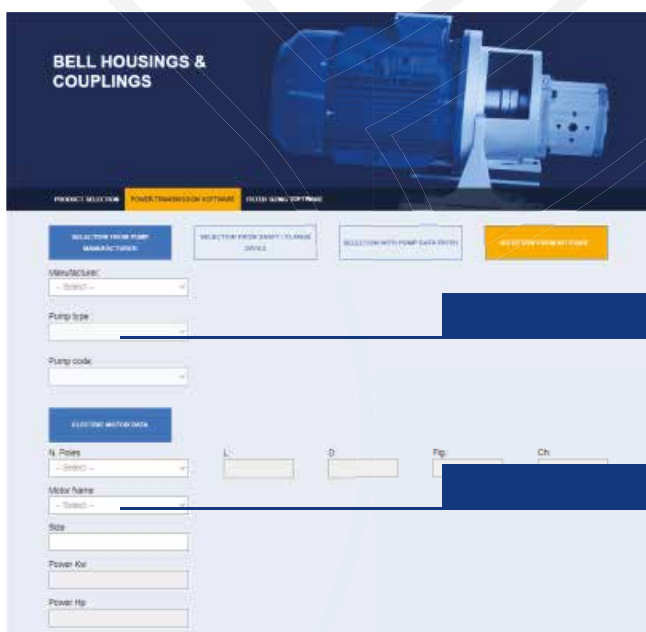 BELL HOUSINGS &
COUPLINGS
PRODUCT SELECTION POWER TRANSMISSION SOFTWARE FILTER SIZING SOFTWARE
SELECTION FROM PUMP
MANUFACTURER
SELECTION FROM SHAFT / FLANGE
SELECTION WITH PUMP DATA ENTRY
Manufacturer:
-- Select --
Pump type:
Pump code:
ELECTRIC MOTOR DATA
N. Poles
L:
D:
Fig.:
Ch:
-- Select --
Motor Name
-- Select --
Size
Power Kw
Power Hp